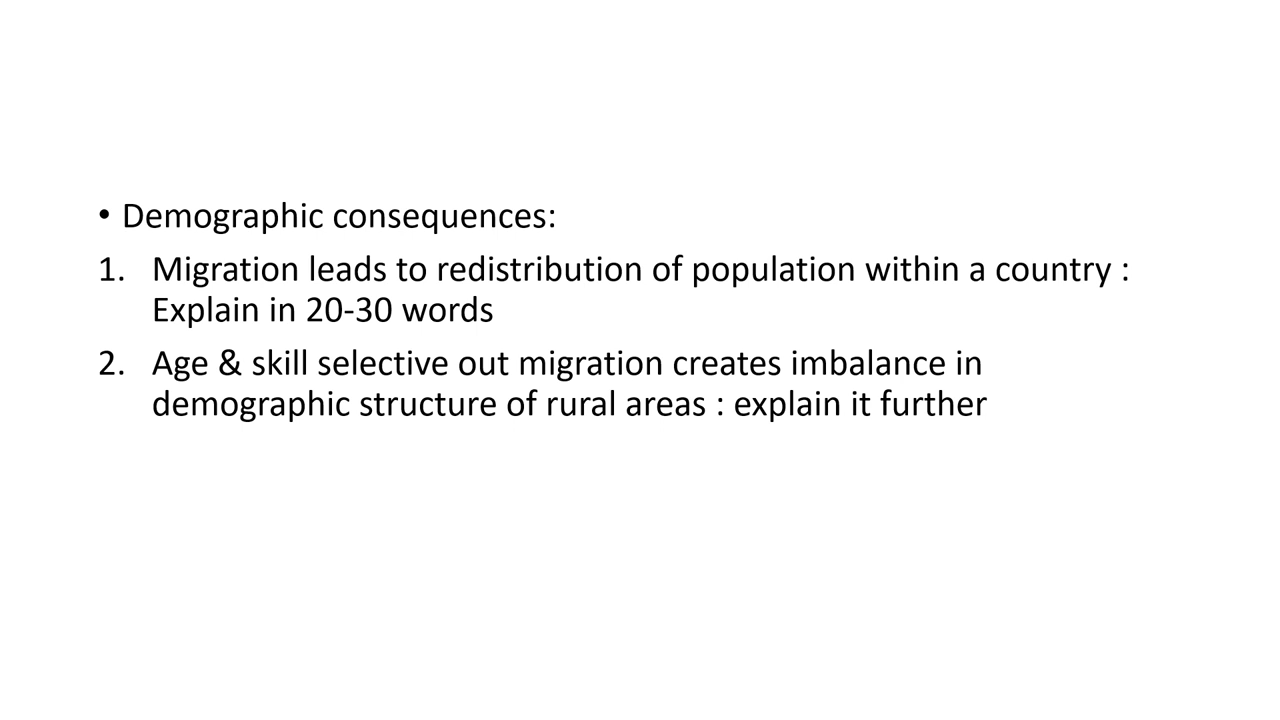 • Demographic consequences:
1. Migration leads to redistribution of population within a country :
Explain in 20-30 words
2. Age & skill selective out migration creates imbalance in
demographic structure of rural areas : explain it further